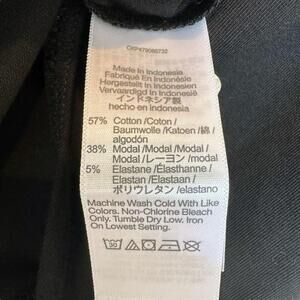 Made In Indonesia
Fabriqué En Indonésie
Hergestellt In Indonesien
Vervaardigd In Indonesië
インドネシア製
hecho en indonesia
57% Cotton /Coton /
Baumwolle /Katoen /綿 /
algodón
38% Modal /Modal /Modal /
Modal /レーヨン /modal
5% Elastane /Élasthanne /
Elastan /Elastaan /
ポリウレタン /elastano
Machine Wash Cold With Like
Colors. Non-Chlorine Bleach
Only. Tumble Dry Low. Iron
On Lowest Setting.
30